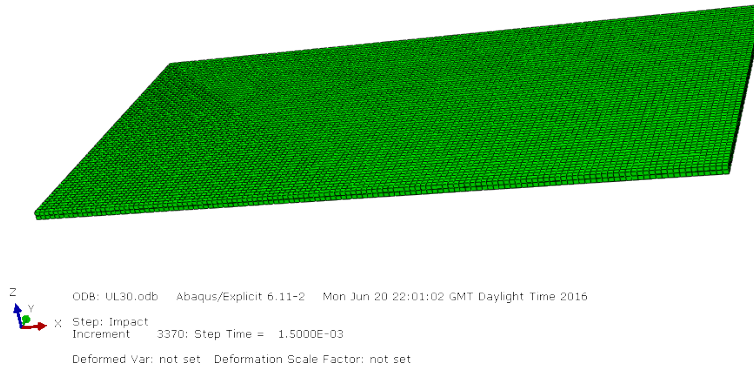 ODB: UL30.odb Abaqus/Explicit 6.11-2 Mon Jun 20 22:01:02 GMT Daylight Time 2016
Z
Y
X
Step: Impact
Increment 3370: Step Time = 1.5000E-03
Deformed Var: not set Deformation Scale Factor: not set